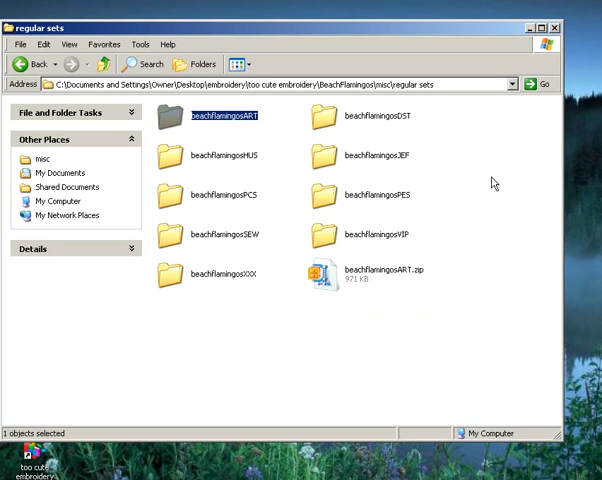 regular sets
File Edit View Favorites Tools Help
Back Search Folders
Address C:\Documents and Settings\Owner\Desktop\embroidery\too cute embroidery\BeachFlamingos\misc\regular sets Go
File and Folder Tasks
Other Places
misc
My Documents
Shared Documents
My Computer
My Network Places
Details
beachflamingosART
beachflamingosDST
beachflamingosHUS
beachflamingosJEF
beachflamingosPCS
beachflamingosPES
beachflamingosSEW
beachflamingosVIP
beachflamingosXXX
beachflamingosART.zip
971 KB
1 objects selected
My Computer
too cute
embroidery